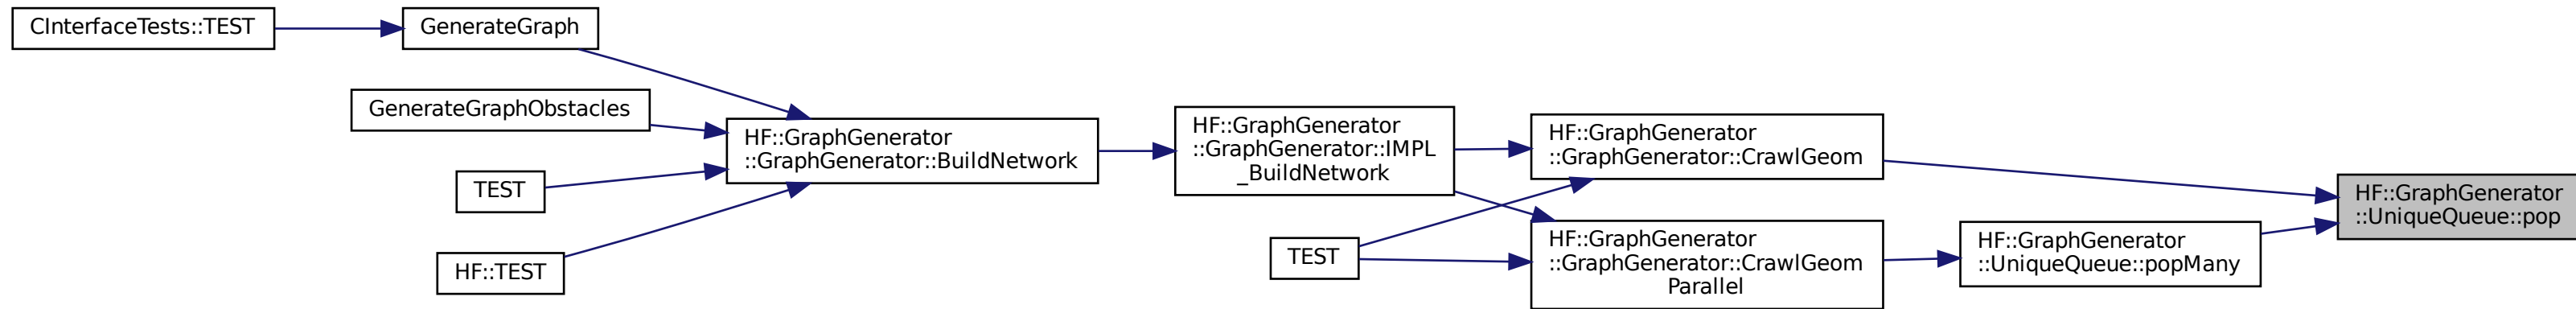 CInterfaceTests::TEST
GenerateGraph
GenerateGraphObstacles
TEST
HF::TEST
HF::GraphGenerator
::GraphGenerator::BuildNetwork
HF::GraphGenerator
::GraphGenerator::IMPL
_BuildNetwork
TEST
HF::GraphGenerator
::GraphGenerator::CrawlGeom
HF::GraphGenerator
::GraphGenerator::CrawlGeom
Parallel
HF::GraphGenerator
::UniqueQueue::popMany
HF::GraphGenerator
::UniqueQueue::pop